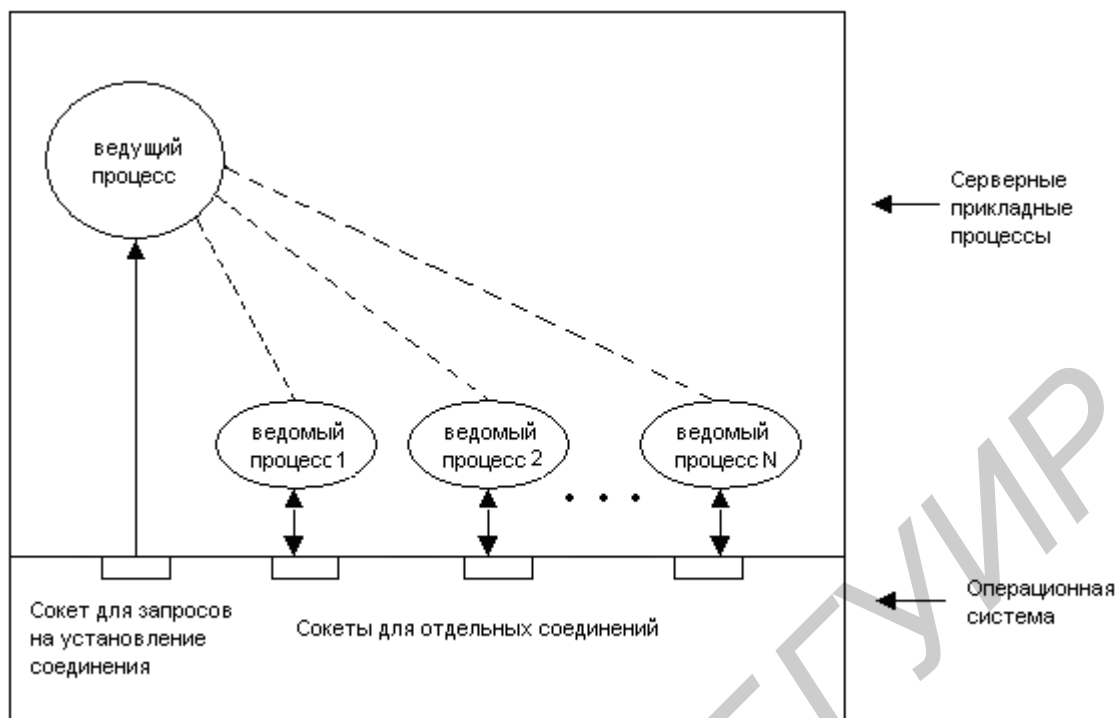 ведущий
процесс
Серверные
прикладные
процессы
ведомый
процесс 1
ведомый
процесс 2
. . .
ведомый
процесс N
Сокет для запросов
на установление
соединения
Сокеты для отдельных соединений
Операционная
система
ГУИР